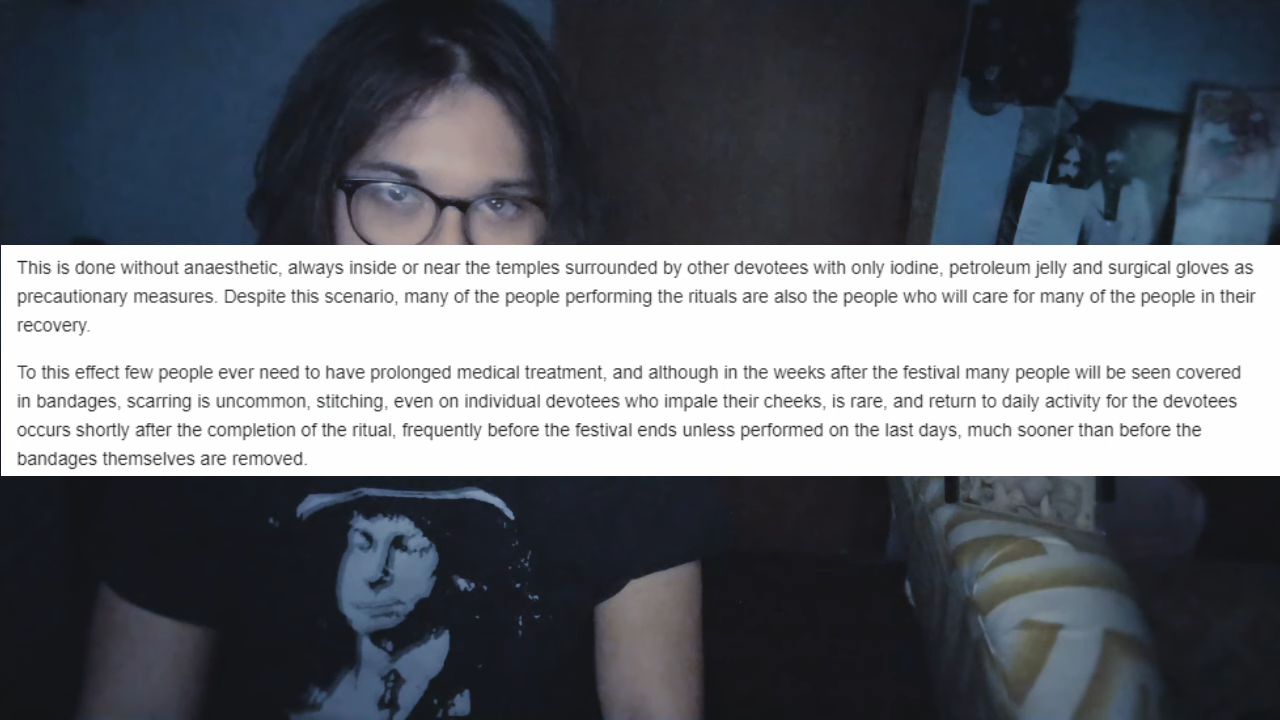 This is done without anaesthetic, always inside or near the temples surrounded by other devotees with only iodine, petroleum jelly and surgical gloves as
precautionary measures. Despite this scenario, many of the people performing the rituals are also the people who will care for many of the people in their
recovery.
To this effect few people ever need to have prolonged medical treatment, and although in the weeks after the festival many people will be seen covered
in bandages, scarring is uncommon, stitching, even on individual devotees who impale their cheeks, is rare, and return to daily activity for the devotees
occurs shortly after the completion of the ritual, frequently before the festival ends unless performed on the last days, much sooner than before the
bandages themselves are removed.